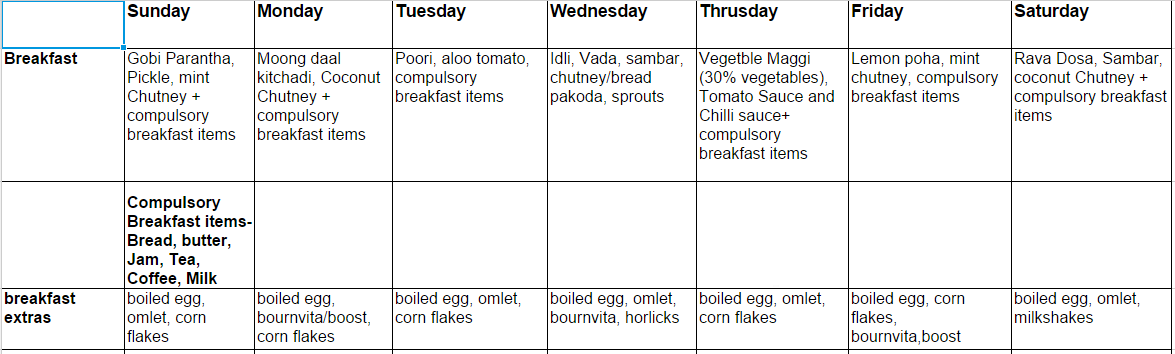 Sunday
Monday
Tuesday
Wednesday
Thrusday
Friday
Saturday
Breakfast
Gobi Parantha,
Pickle, mint
Chutney +
compulsory
breakfast items
Moong daal
kitchadi, Coconut
Chutney +
compulsory
breakfast items
Poori, aloo tomato,
compulsory
breakfast items
Idli, Vada, sambar,
chutney/bread
pakoda, sprouts
Vegetble Maggi
(30% vegetables),
Tomato Sauce and
Chilli sauce+
compulsory
breakfast items
Lemon poha, mint
chutney, compulsory
breakfast items
Rava Dosa, Sambar,
coconut Chutney +
compulsory breakfast
items
Compulsory
Breakfast items-
Bread, butter,
Jam, Tea,
Coffee, Milk
breakfast
extras
boiled egg,
omlet, corn
flakes
boiled egg,
bournvita/boost,
corn flakes
boiled egg, omlet,
corn flakes
boiled egg, omlet,
bournvita, horlicks
boiled egg, omlet,
corn flakes
boiled egg, corn
flakes,
bournvita,boost
boiled egg, omlet,
milkshakes